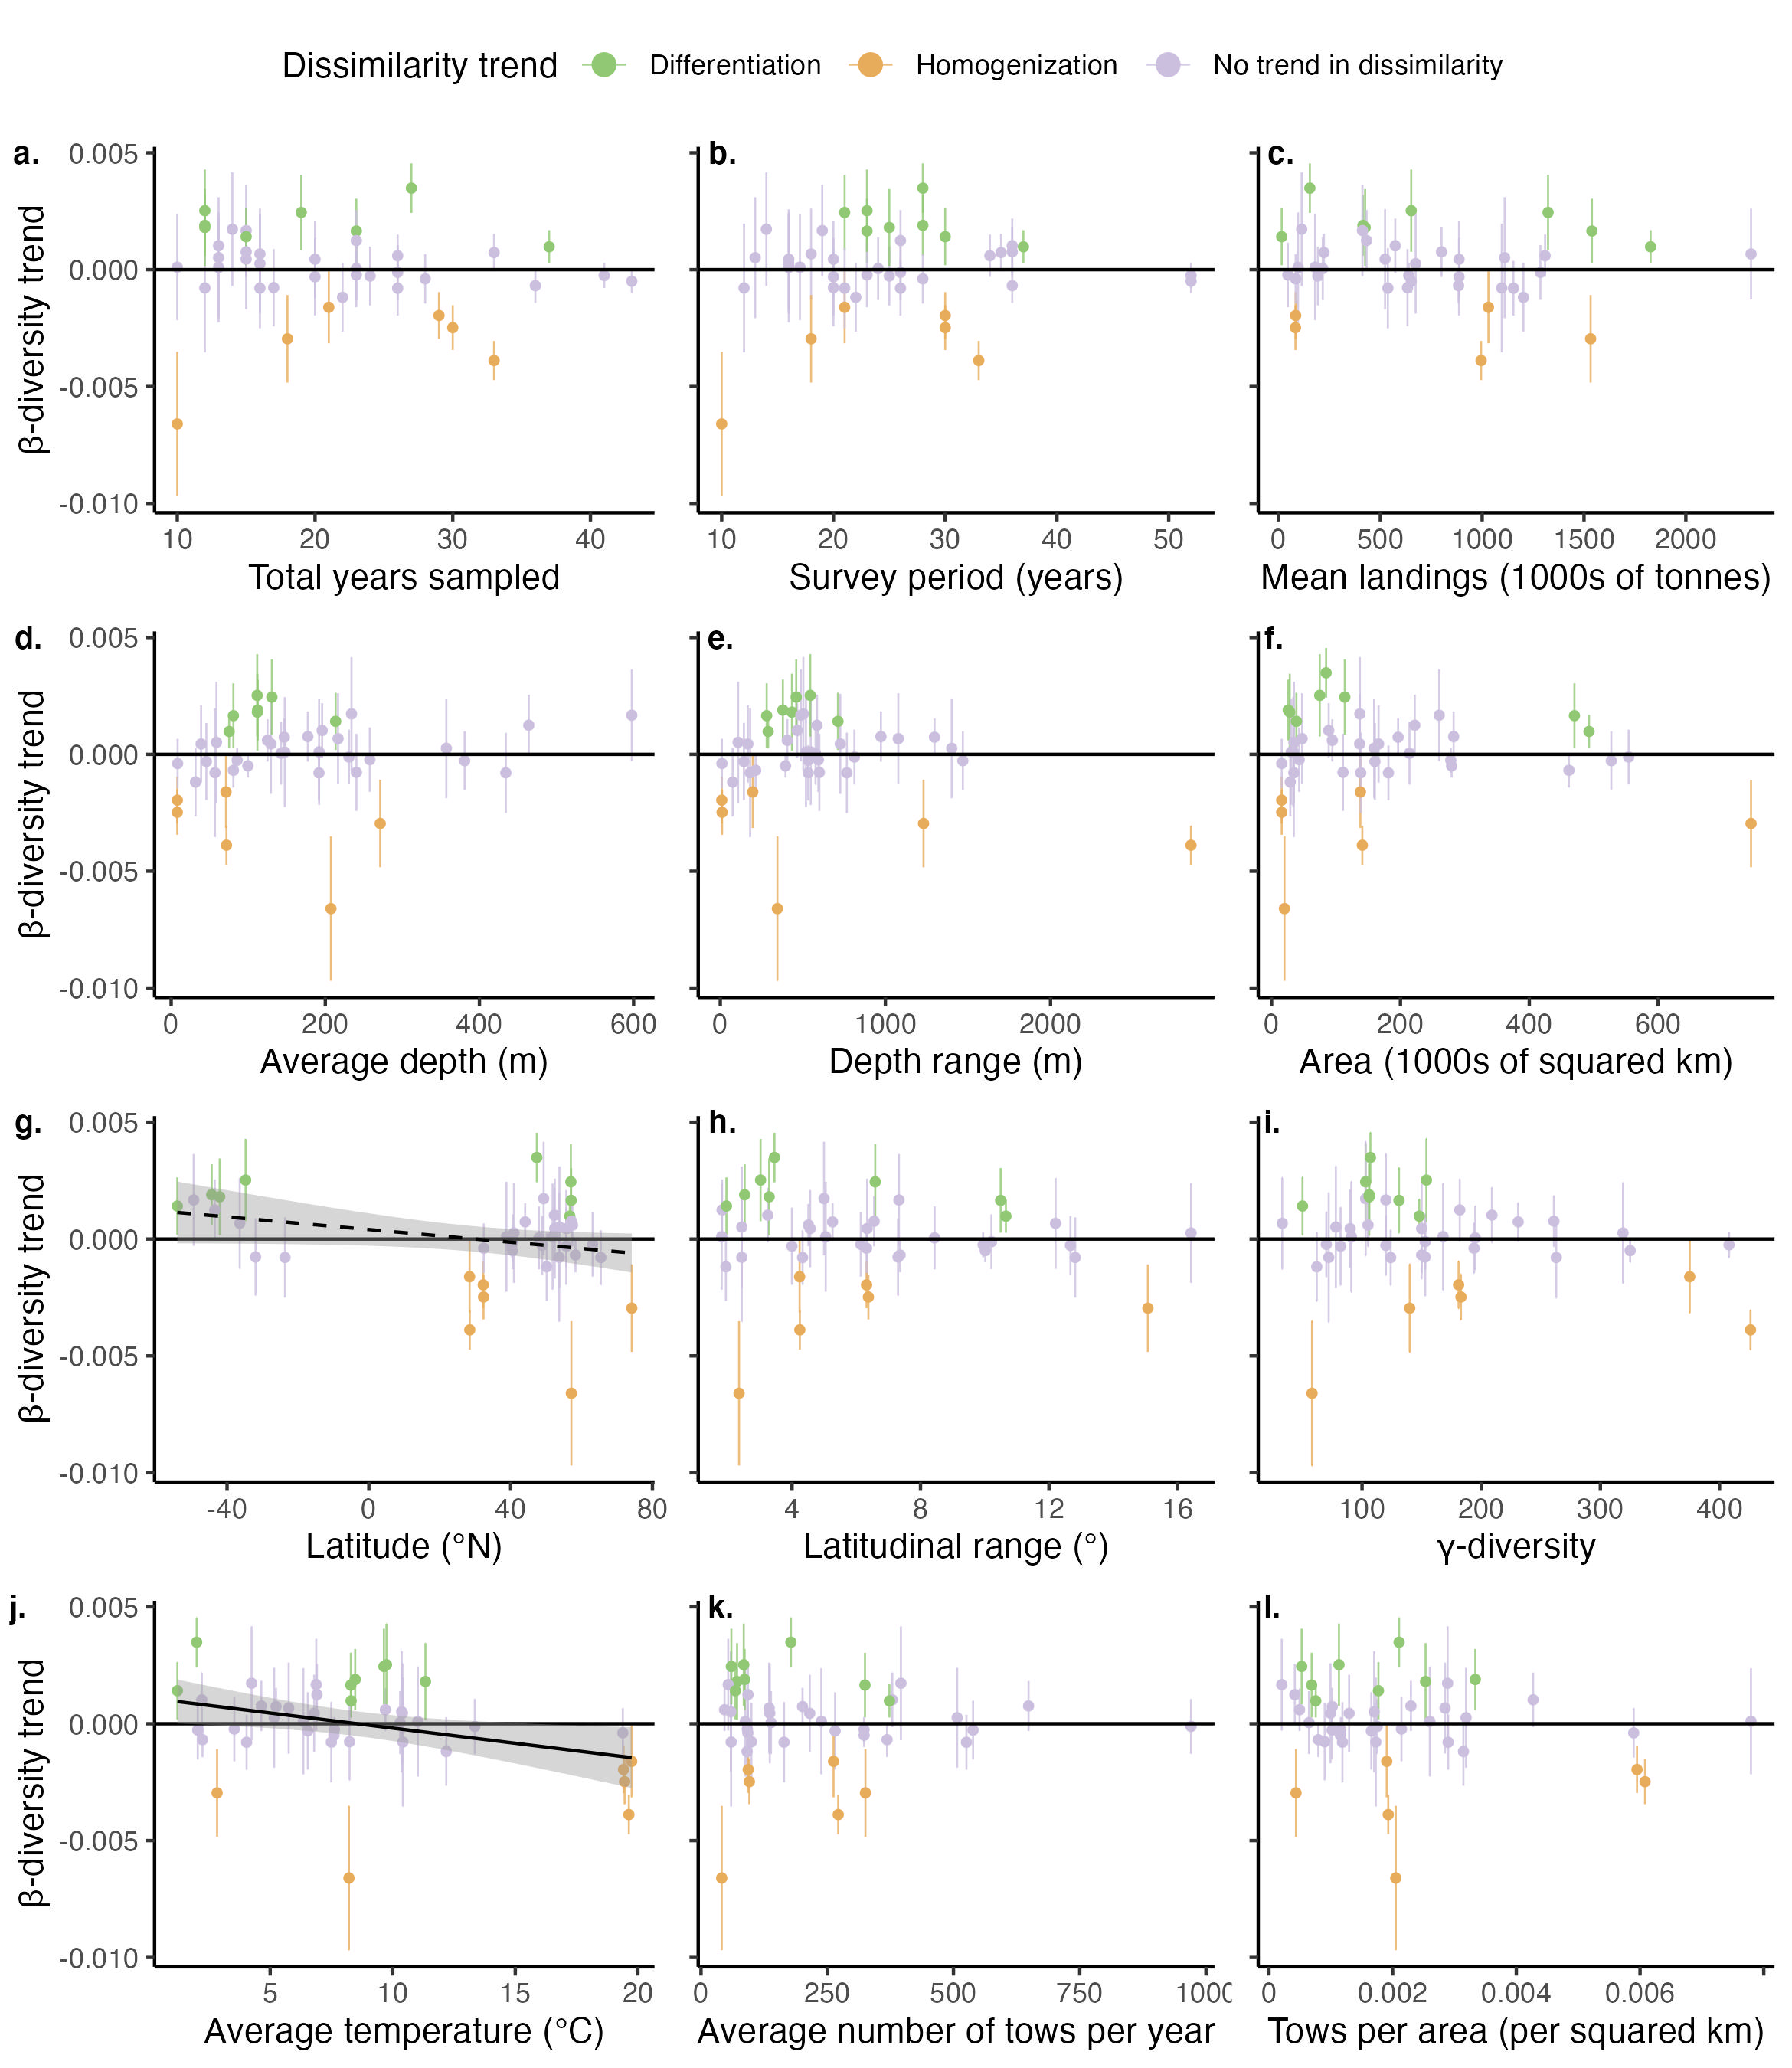 Dissimilarity trend Differentiation Homogenization No trend in dissimilarity
a. b. c.
β-diversity trend
0.005
0.000
-0.005
-0.010
10 20 30 40
10 20 30 40 50
0 500 1000 1500 2000
Total years sampled
Survey period (years)
Mean landings (1000s of tonnes)
d. e. f.
β-diversity trend
0.005
0.000
-0.005
-0.010
0 200 400 600
0 1000 2000
0 200 400 600
Average depth (m)
Depth range (m)
Area (1000s of squared km)
g. h. i.
β-diversity trend
0.005
0.000
-0.005
-0.010
-40 0 40 80
4 8 12 16
100 200 300 400
Latitude (°N)
Latitudinal range (°)
γ-diversity
j. k. l.
β-diversity trend
0.005
0.000
-0.005
-0.010
5 10 15 20
0 250 500 750 1000
0 0.002 0.004 0.006
Average temperature (°C)
Average number of tows per year
Tows per area (per squared km)